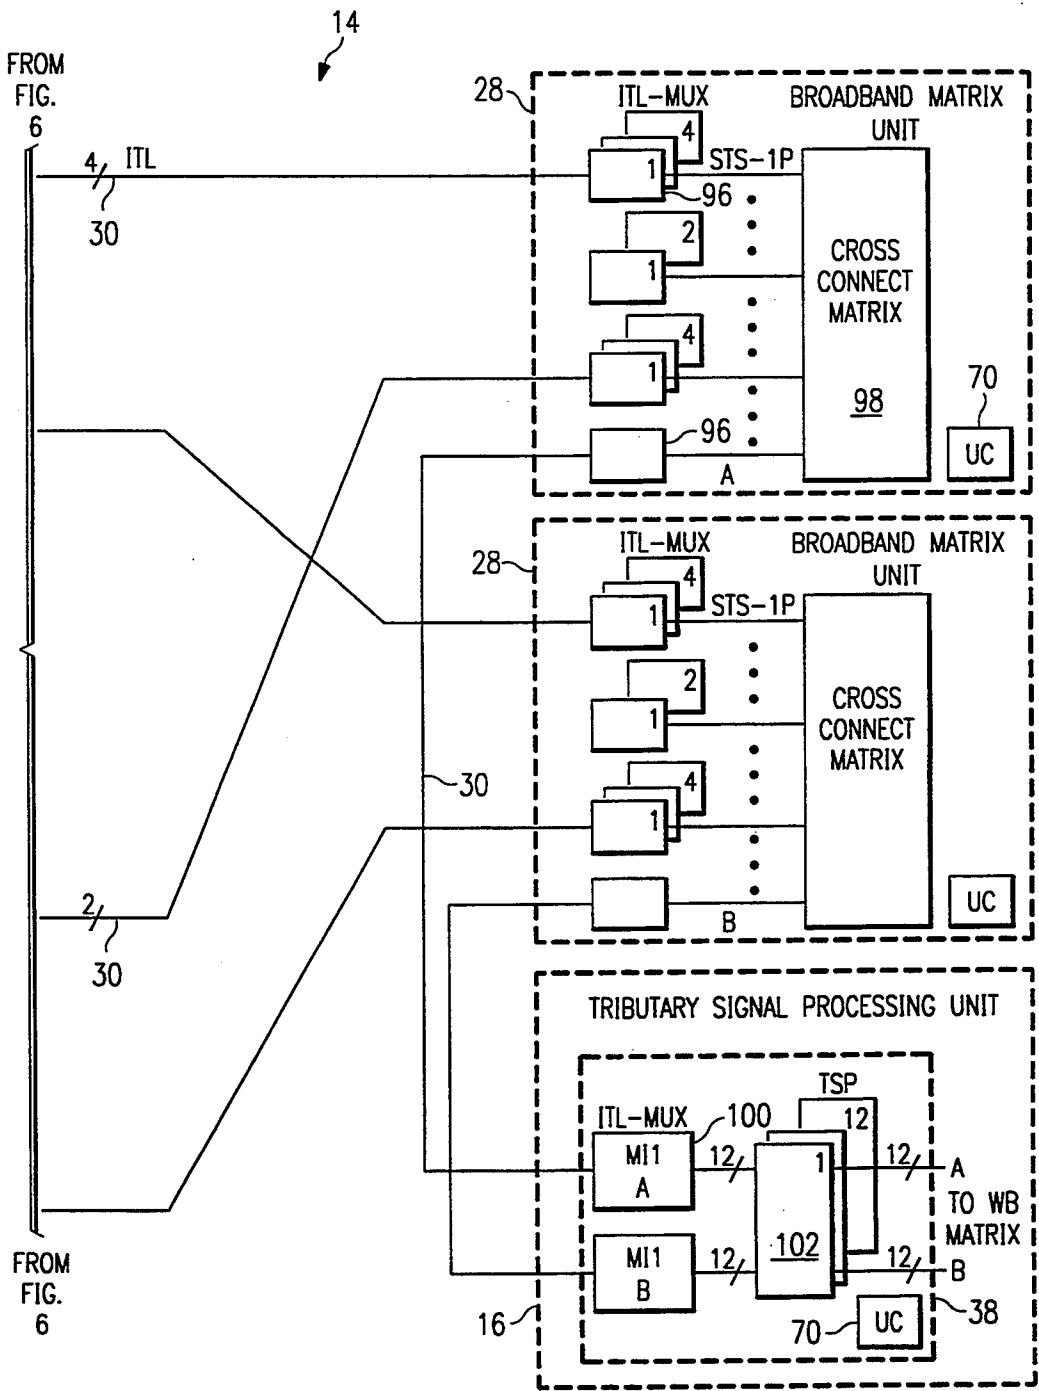 14
FROM
FIG.
6
4 ITL
30
28
ITL-MUX
BROADBAND MATRIX
UNIT
4
1
STS-1P
96
2
1
4
1
CROSS
CONNECT
MATRIX
98
70
UC
96
A
28
ITL-MUX
BROADBAND MATRIX
UNIT
4
1
STS-1P
2
1
4
1
CROSS
CONNECT
MATRIX
UC
B
30
2
30
TRIBUTARY SIGNAL PROCESSING UNIT
TSP
ITL-MUX
100
12
1
MI1
A
12
12
A
TO WB
MATRIX
102
MI1
B
12
12
B
16
70
UC
38
FROM
FIG.
6